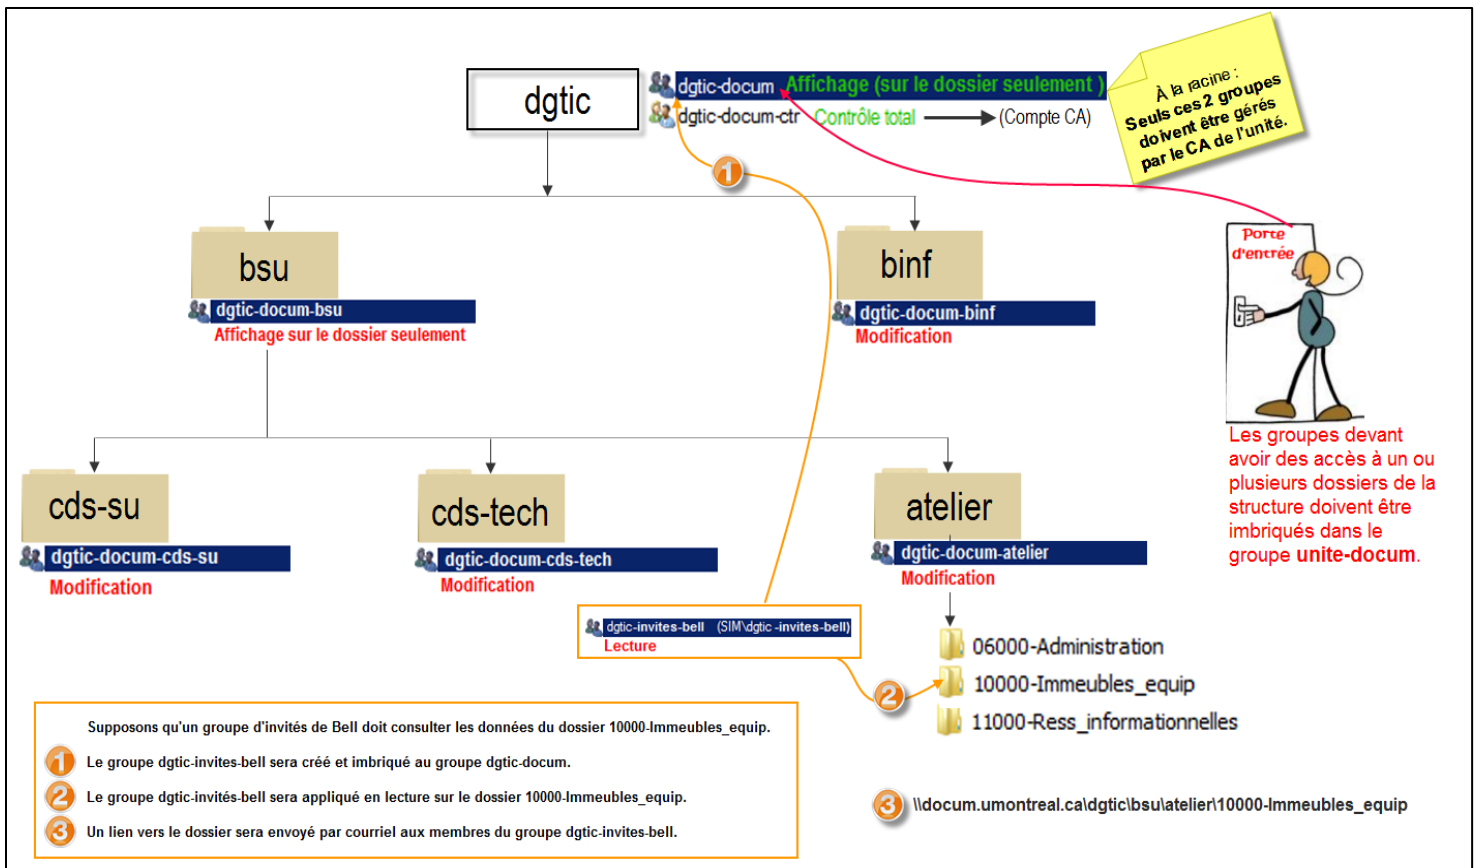 dgtic
dgtic-docum Affichage (sur le dossier seulement )
dgtic-docum-ctr Contrôle total (Compte CA)
À la racine :
Seuls ces 2 groupes
doivent être gérés
par le CA de l'unité.
1
bsu
dgtic-docum-bsu
Affichage sur le dossier seulement
binf
dgtic-docum-binf
Modification
Porte
d'entrée
Les groupes devant
avoir des accès à un ou
plusieurs dossiers de la
structure doivent être
imbriqués dans le
groupe unite-docum.
cds-su
dgtic-docum-cds-su
Modification
cds-tech
dgtic-docum-cds-tech
Modification
atelier
dgtic-docum-atelier
Modification
dgtic-invites-bell (SIM\dgtic -invites-bell)
Lecture
2
06000-Administration
10000-Immeubles_equip
11000-Ress_informationnelles
Supposons qu'un groupe d'invités de Bell doit consulter les données du dossier 10000-Immeubles_equip.
1 Le groupe dgtic-invites-bell sera créé et imbriqué au groupe dgtic-docum.
2 Le groupe dgtic-invités-bell sera appliqué en lecture sur le dossier 10000-Immeubles_equip.
3 Un lien vers le dossier sera envoyé par courriel aux membres du groupe dgtic-invites-bell.
3 \\docum.umontreal.ca\dgtic\bsu\atelier\10000-Immeubles_equip